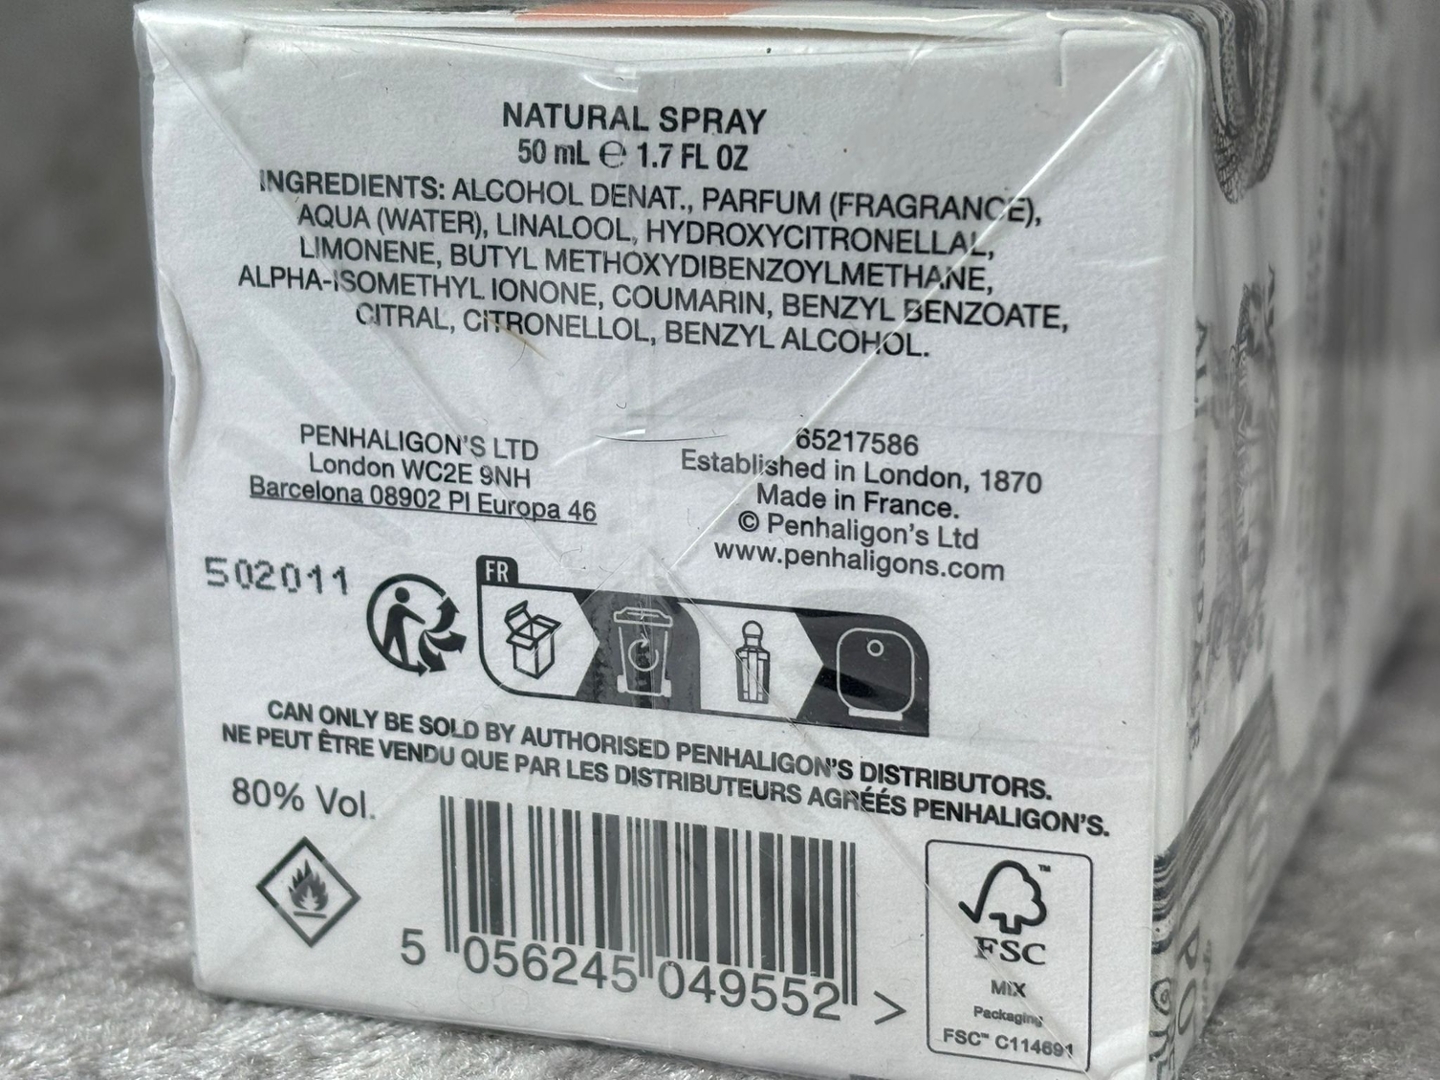 NATURAL SPRAY
50 mL ℮ 1.7 FL OZ
INGREDIENTS: ALCOHOL DENAT., PARFUM (FRAGRANCE),
AQUA (WATER), LINALOOL, HYDROXYCITRONELLAL,
LIMONENE, BUTYL METHOXYDIBENZOYLMETHANE,
ALPHA-ISOMETHYL IONONE, COUMARIN, BENZYL BENZOATE,
CITRAL, CITRONELLOL, BENZYL ALCOHOL.
PENHALIGON'S LTD
London WC2E 9NH
Barcelona 08902 Pl Europa 46
65217586
Established in London, 1870
Made in France.
© Penhaligon's Ltd
www.penhaligons.com
502011
FR
CAN ONLY BE SOLD BY AUTHORISED PENHALIGON'S DISTRIBUTORS.
NE PEUT ÊTRE VENDU QUE PAR LES DISTRIBUTEURS AGRÉÉS PENHALIGON'S.
80% Vol.
5 056245 049552 >
FSC™
MIX
Packaging
FSC™ C114691